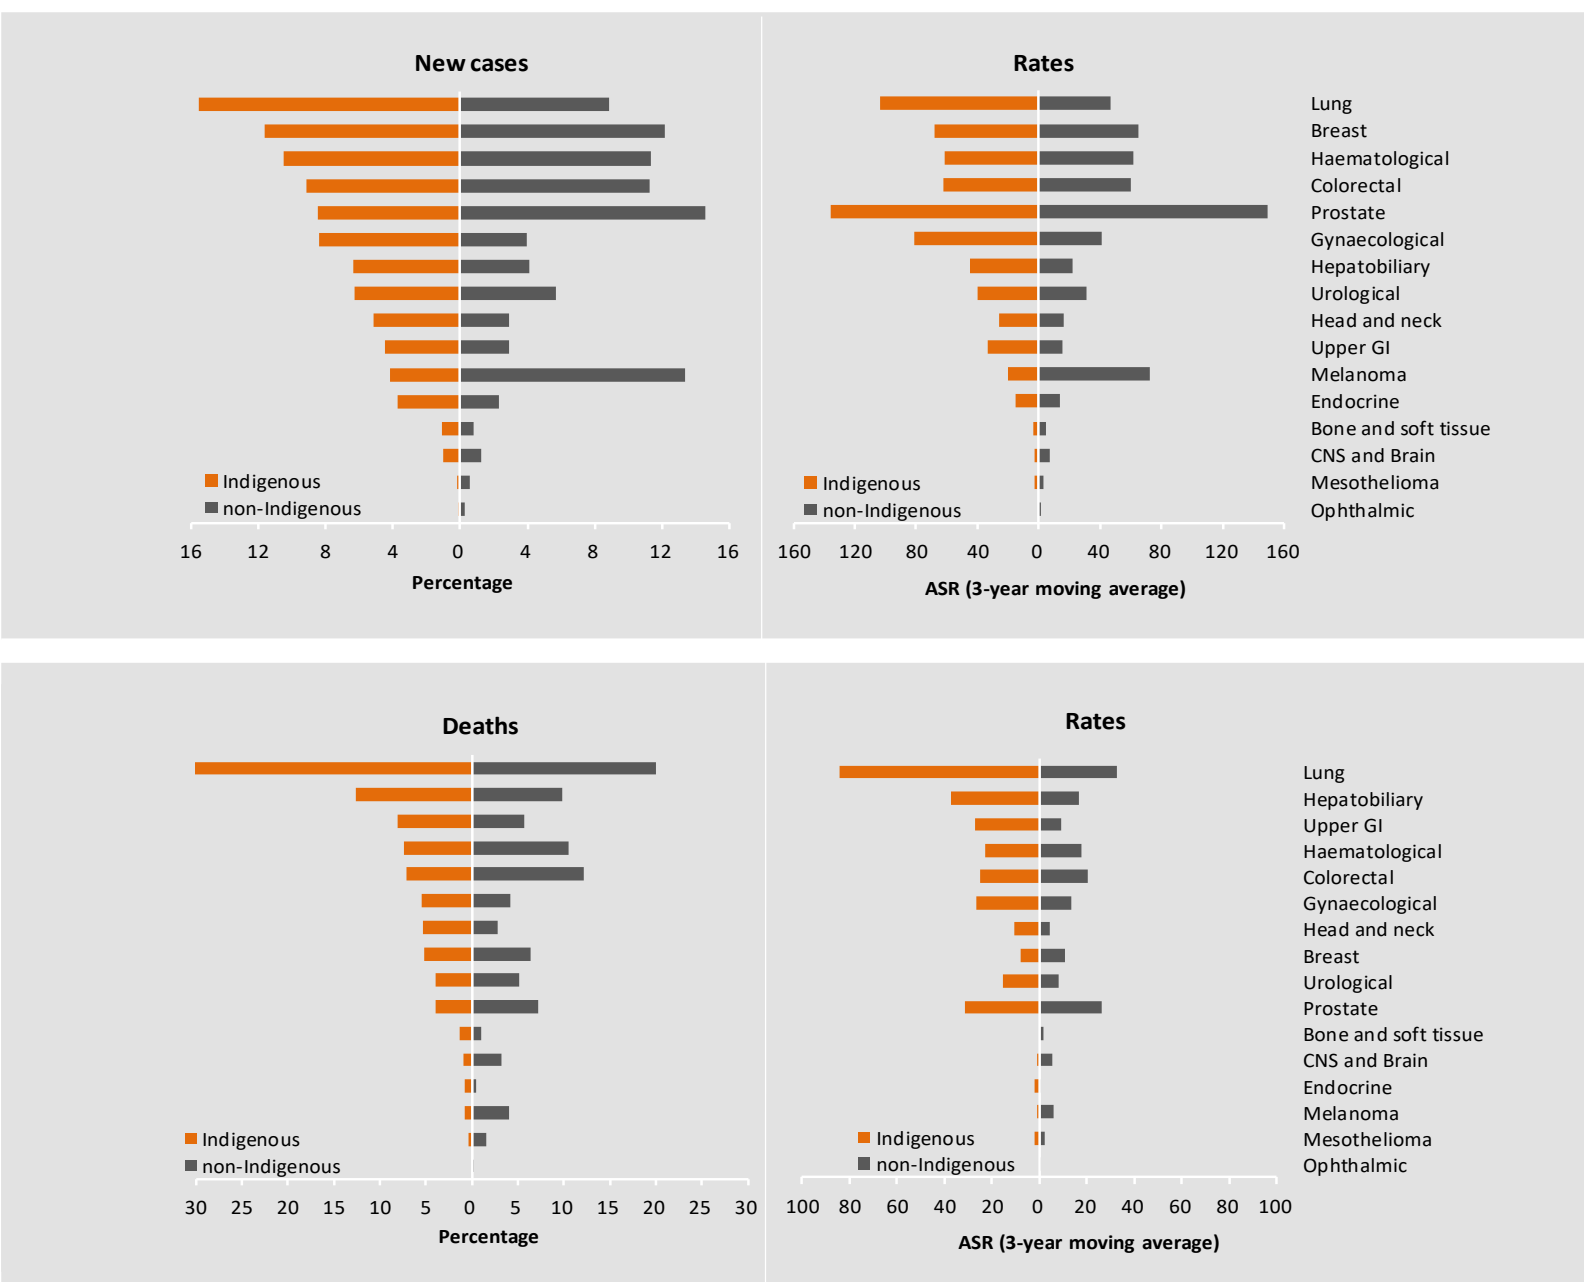 New cases
Rates
Lung
Breast
Haematological
Colorectal
Prostate
Gynaecological
Hepatobiliary
Urological
Head and neck
Upper GI
Melanoma
Endocrine
Bone and soft tissue
CNS and Brain
Mesothelioma
Ophthalmic
Indigenous
non-Indigenous
16 12 8 4 0 4 8 12 16
Percentage
Indigenous
non-Indigenous
160 120 80 40 0 40 80 120 160
ASR (3-year moving average)
Deaths
Rates
Lung
Hepatobiliary
Upper GI
Haematological
Colorectal
Gynaecological
Head and neck
Breast
Urological
Prostate
Bone and soft tissue
CNS and Brain
Endocrine
Melanoma
Mesothelioma
Ophthalmic
Indigenous
non-Indigenous
30 25 20 15 10 5 0 5 10 15 20 25 30
Percentage
Indigenous
non-Indigenous
100 80 60 40 20 0 20 40 60 80 100
ASR (3-year moving average)